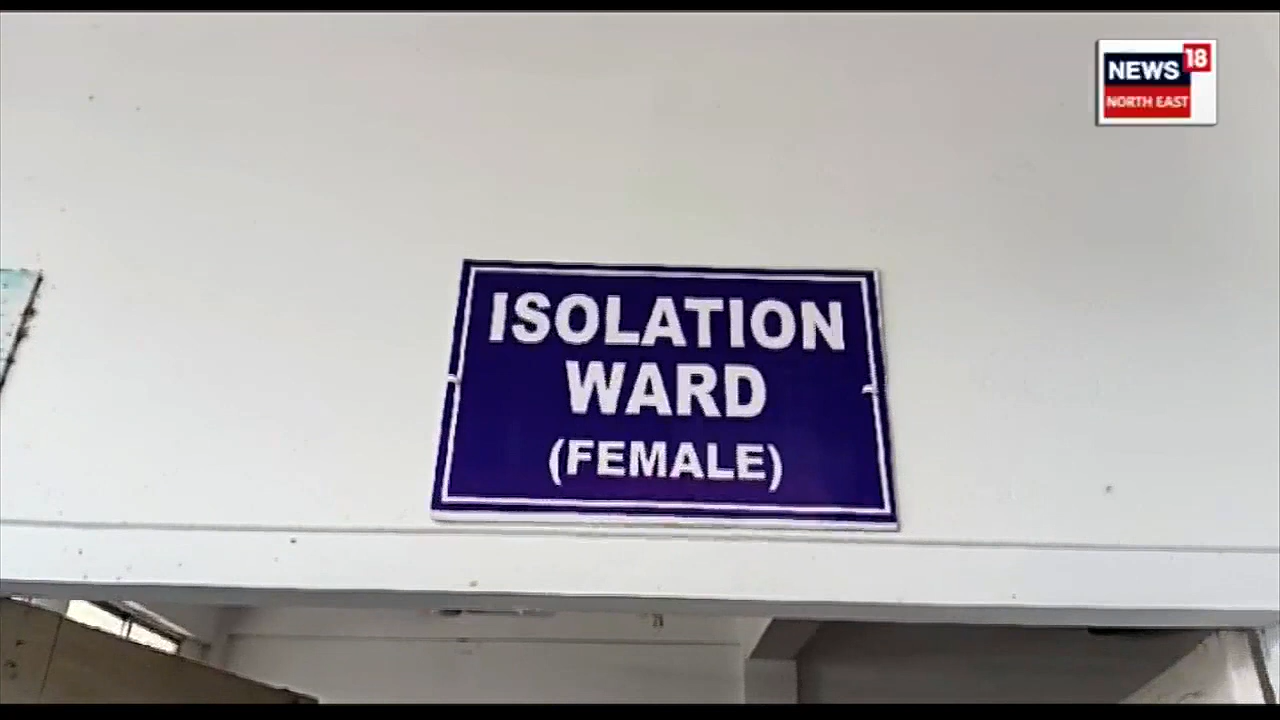 NEWS 18
NORTH EAST
ISOLATION
WARD
(FEMALE)